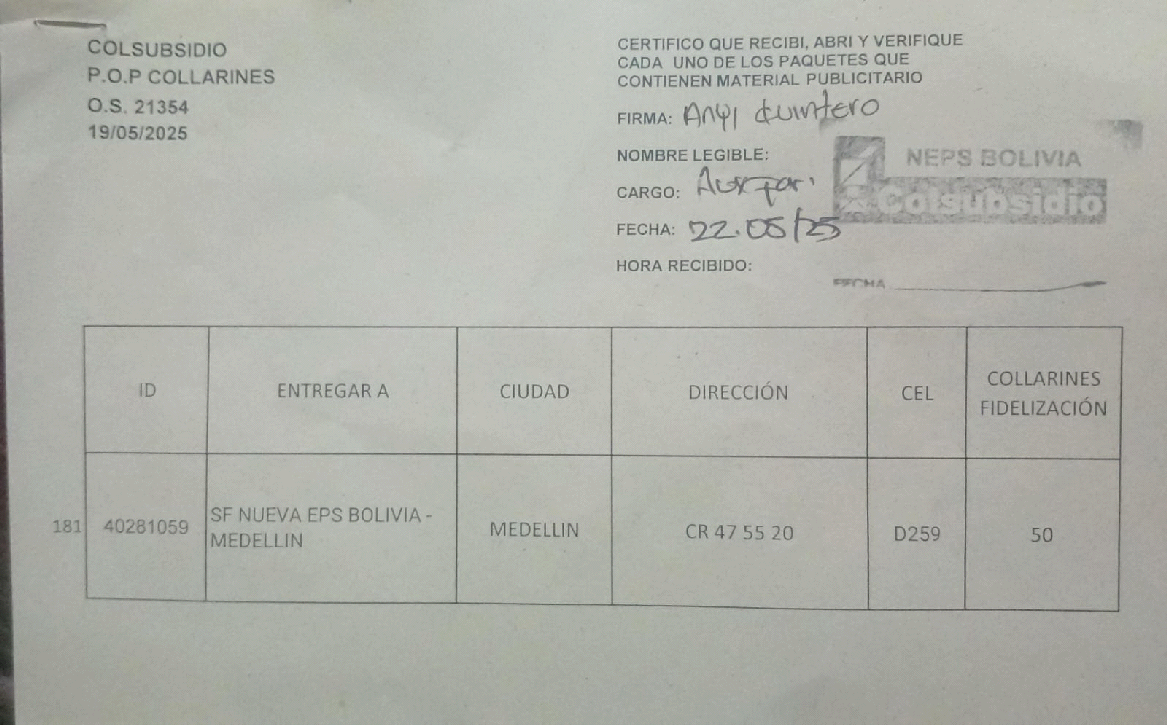 COLSUBSIDIO
P.O.P COLLARINES
O.S. 21354
19/05/2025
CERTIFICO QUE RECIBI, ABRI Y VERIFIQUE
CADA UNO DE LOS PAQUETES QUE
CONTIENEN MATERIAL PUBLICITARIO
FIRMA: Anyi Quintero
NOMBRE LEGIBLE:
CARGO:
FECHA: 22.05/25
HORA RECIBIDO:
NEPS BOLIVIA
Colsubsidio
FECHA
ID ENTREGAR A CIUDAD DIRECCIÓN CEL COLLARINES
FIDELIZACIÓN
181 40281059 SF NUEVA EPS BOLIVIA - MEDELLIN CR 47 55 20 D259 50
MEDELLIN